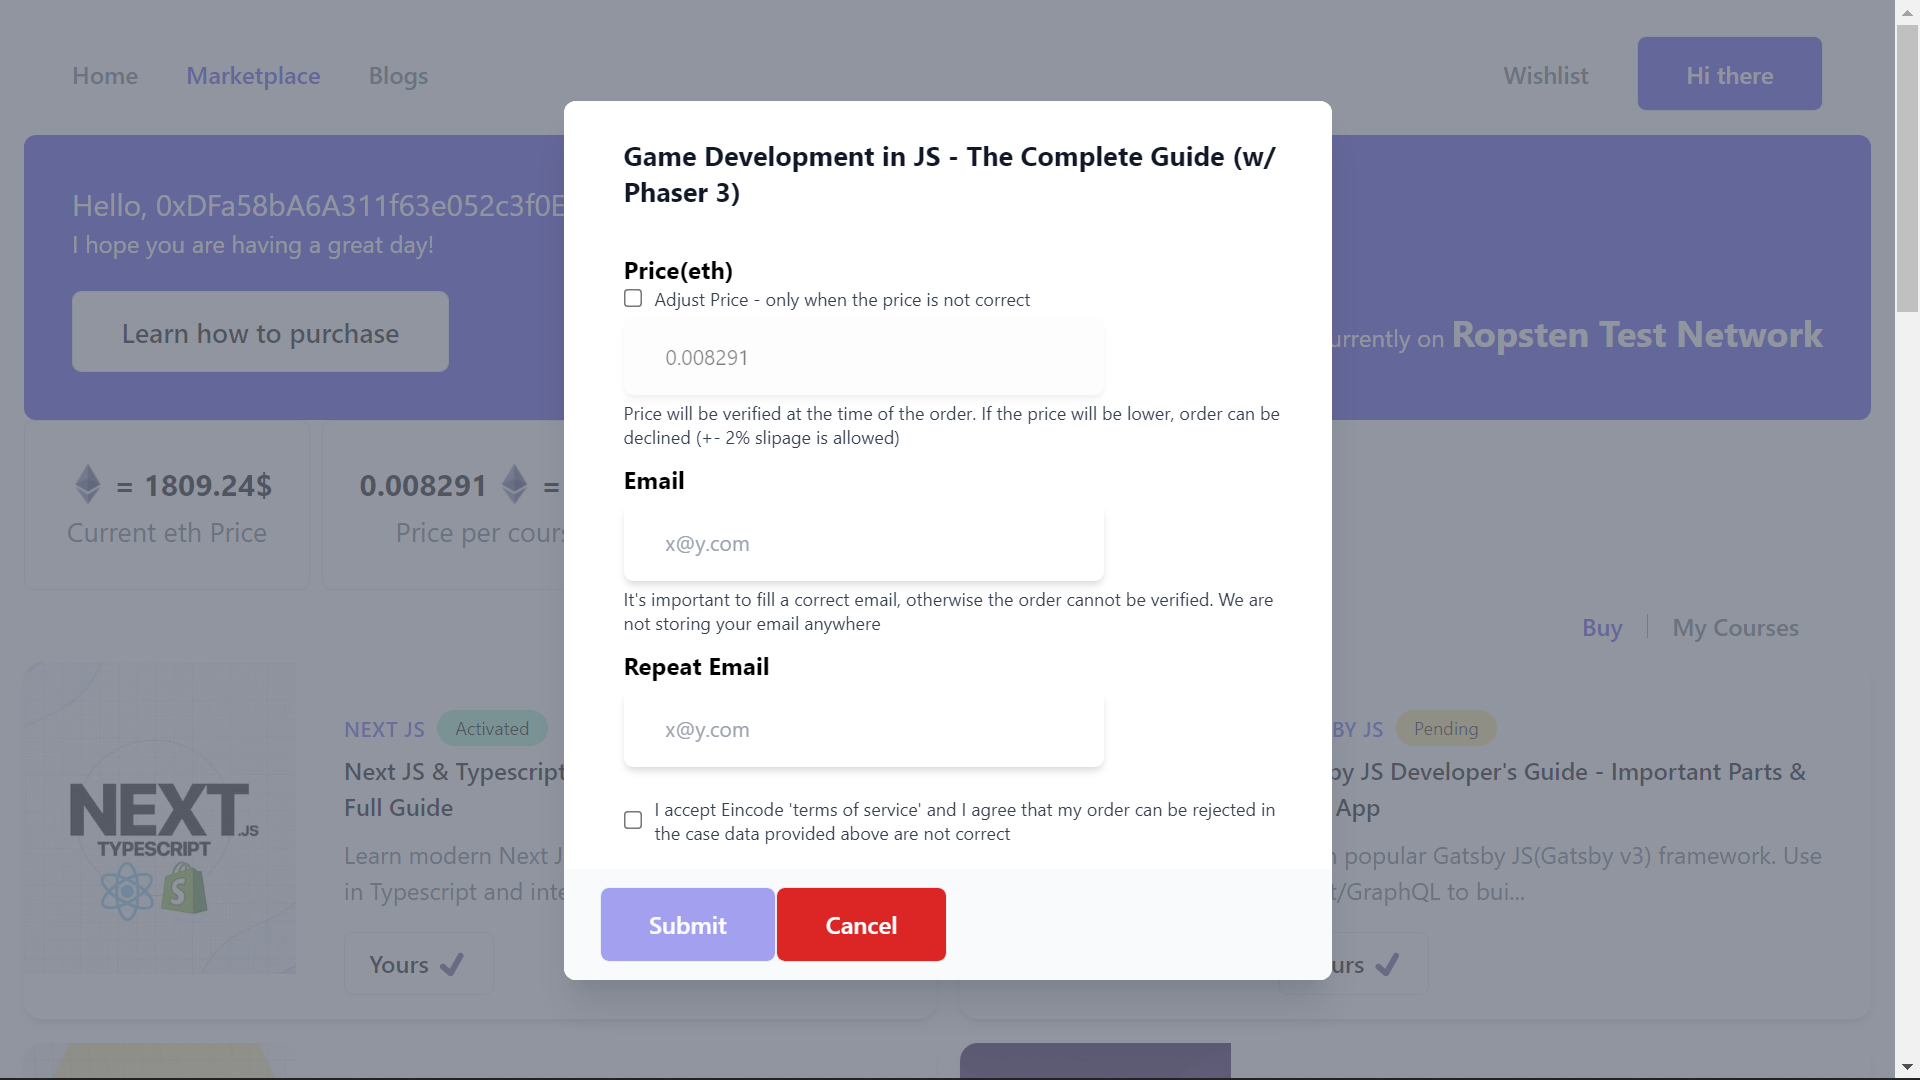 Home Marketplace Blogs Wishlist Hi there
Hello, 0xDFa58bA6A311f63e052c3f0E
I hope you are having a great day!
Learn how to purchase
urrently on Ropsten Test Network
= 1809.24$
Current eth Price
0.008291 =
Price per cour
Game Development in JS - The Complete Guide (w/
Phaser 3)
Price(eth)
Adjust Price - only when the price is not correct
0.008291
Price will be verified at the time of the order. If the price will be lower, order can be
declined (+- 2% slipage is allowed)
Email
x@y.com
It's important to fill a correct email, otherwise the order cannot be verified. We are
not storing your email anywhere
Repeat Email
x@y.com
I accept Eincode 'terms of service' and I agree that my order can be rejected in
the case data provided above are not correct
Submit Cancel
Buy My Courses
NEXT.JS
TYPESCRIPT
NEXT JS Activated
Next JS & Typescript
Full Guide
Learn modern Next J
in Typescript and inte
Yours
BY JS Pending
by JS Developer's Guide - Important Parts &
App
popular Gatsby JS(Gatsby v3) framework. Use
t/GraphQL to bui...
urs